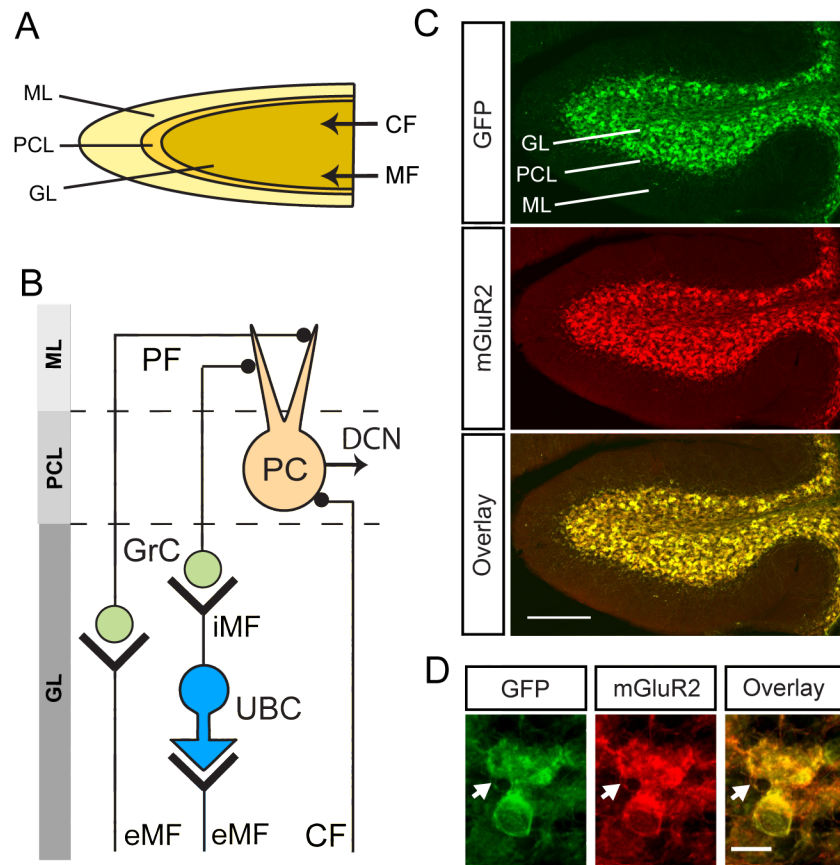 A
ML
PCL
GL
CF
MF
B
ML
PCL
GL
PF
PC
DCN
GrC
iMF
UBC
eMF
eMF
CF
C
GFP
GL
PCL
ML
mGluR2
Overlay
D
GFP
mGluR2
Overlay